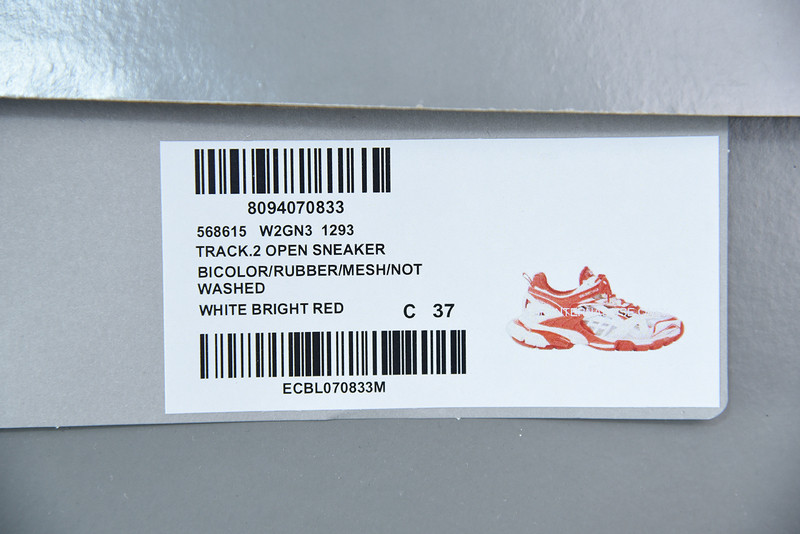 8094070833
568615 W2GN3 1293
TRACK.2 OPEN SNEAKER
BICOLOR/RUBBER/MESH/NOT
WASHED
WHITE BRIGHT RED C 37
ECBL070833M